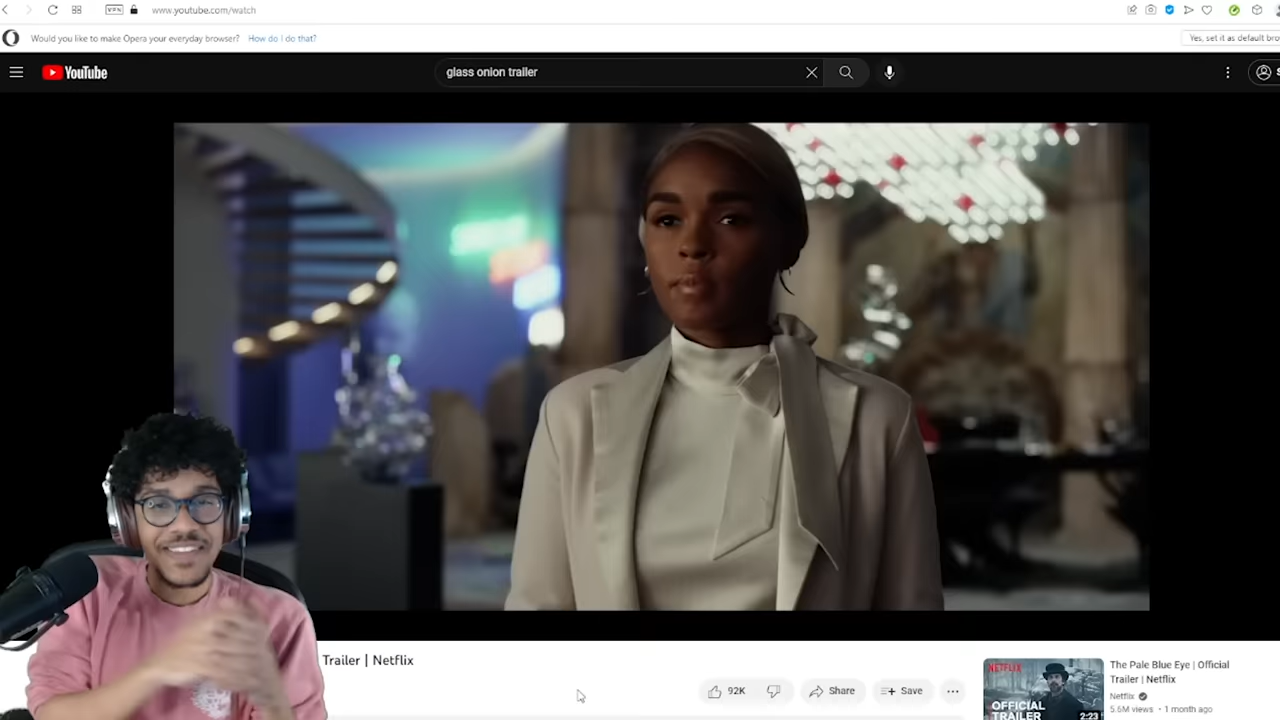 VPN
www.youtube.com/watch
Would you like to make Opera your everyday browser? How do I do that?
Yes, set it as default bro
YouTube
glass onion trailer
S
Trailer | Netflix
92K
Share
Save
NETFLIX
OFFICIAL
TRAILER
2:23
The Pale Blue Eye | Official
Trailer | Netflix
Netflix
5.6M views • 1 month ago